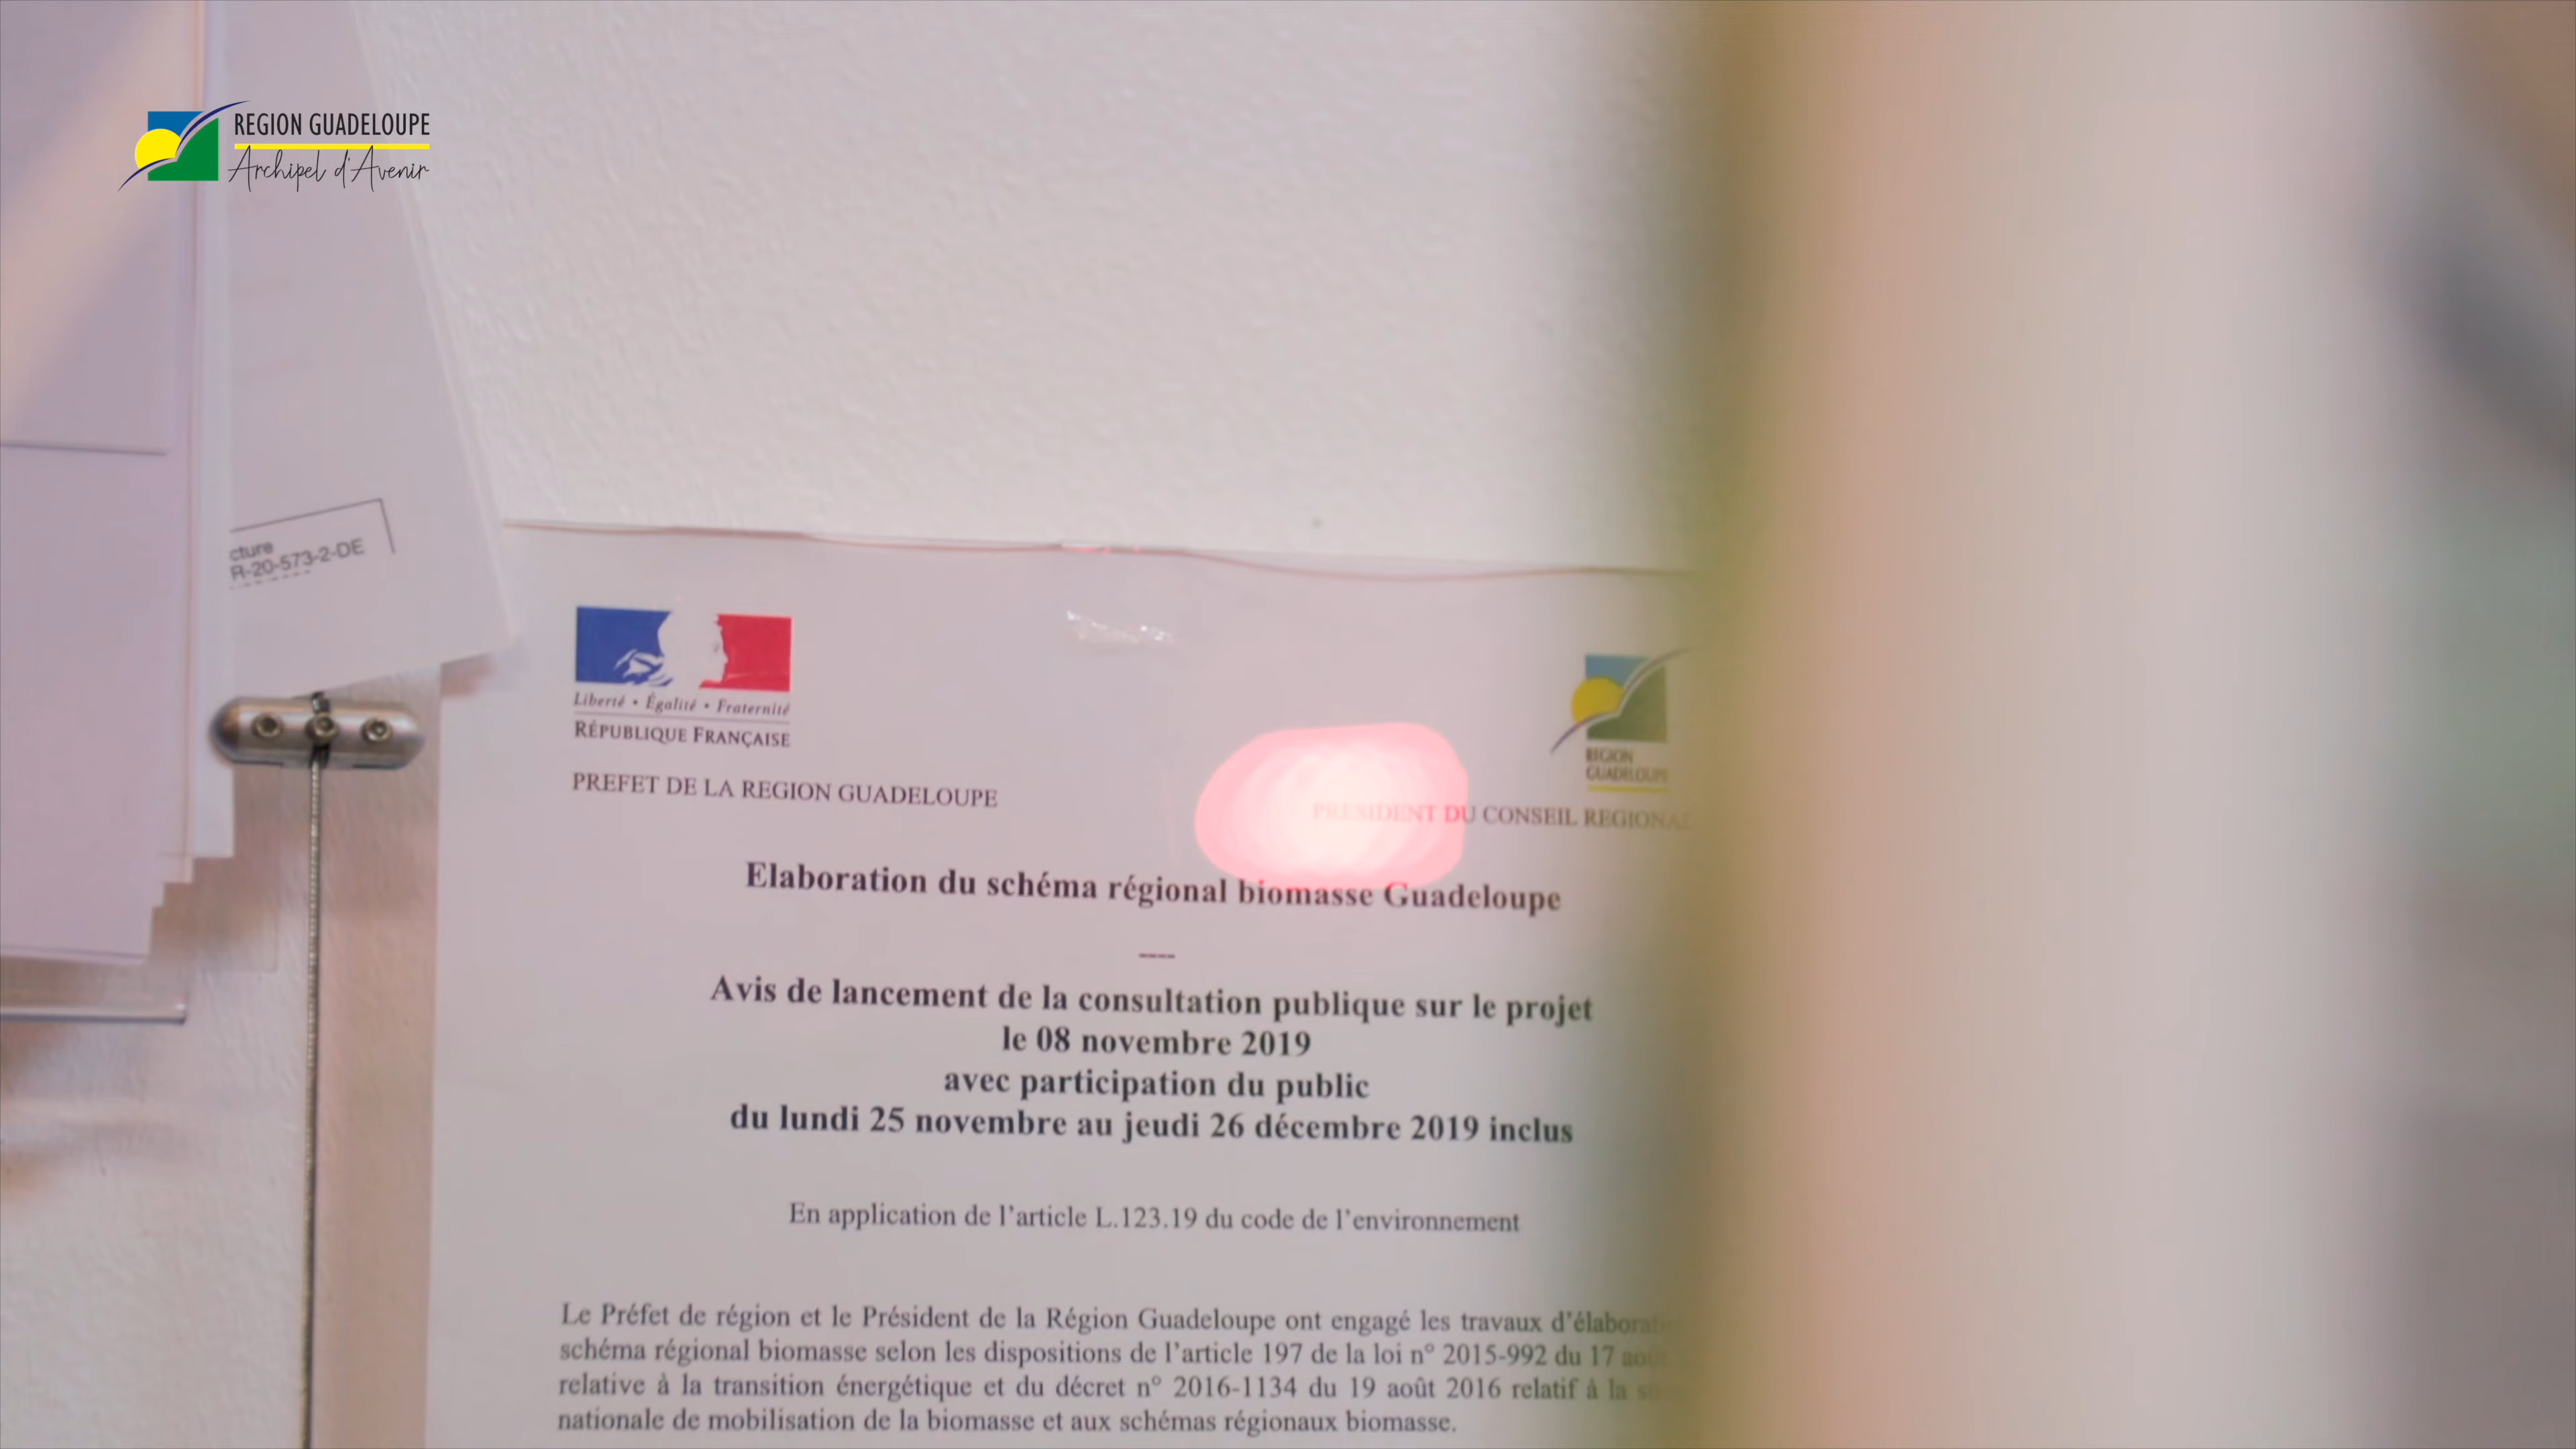 REGION GUADELOUPE
Archipel d'Avenir
cture
R-20-573-2-DE
Liberté • Égalité • Fraternité
RÉPUBLIQUE FRANÇAISE
REGION
GUADELOUPE
PREFET DE LA REGION GUADELOUPE
PRESIDENT DU CONSEIL REGIONAL
Elaboration du schéma régional biomasse Guadeloupe
----
Avis de lancement de la consultation publique sur le projet
le 08 novembre 2019
avec participation du public
du lundi 25 novembre au jeudi 26 décembre 2019 inclus
En application de l'article L.123.19 du code de l'environnement
Le Préfet de région et le Président de la Région Guadeloupe ont engagé les travaux
schéma régional biomasse selon les dispositions de l'article 197 de la loi n° 2015-992 du 17
relative à la transition énergétique et du décret n° 2016-1134 du 19 août 2016 relatif à la
nationale de mobilisation de la biomasse et aux schémas régionaux biomasse.